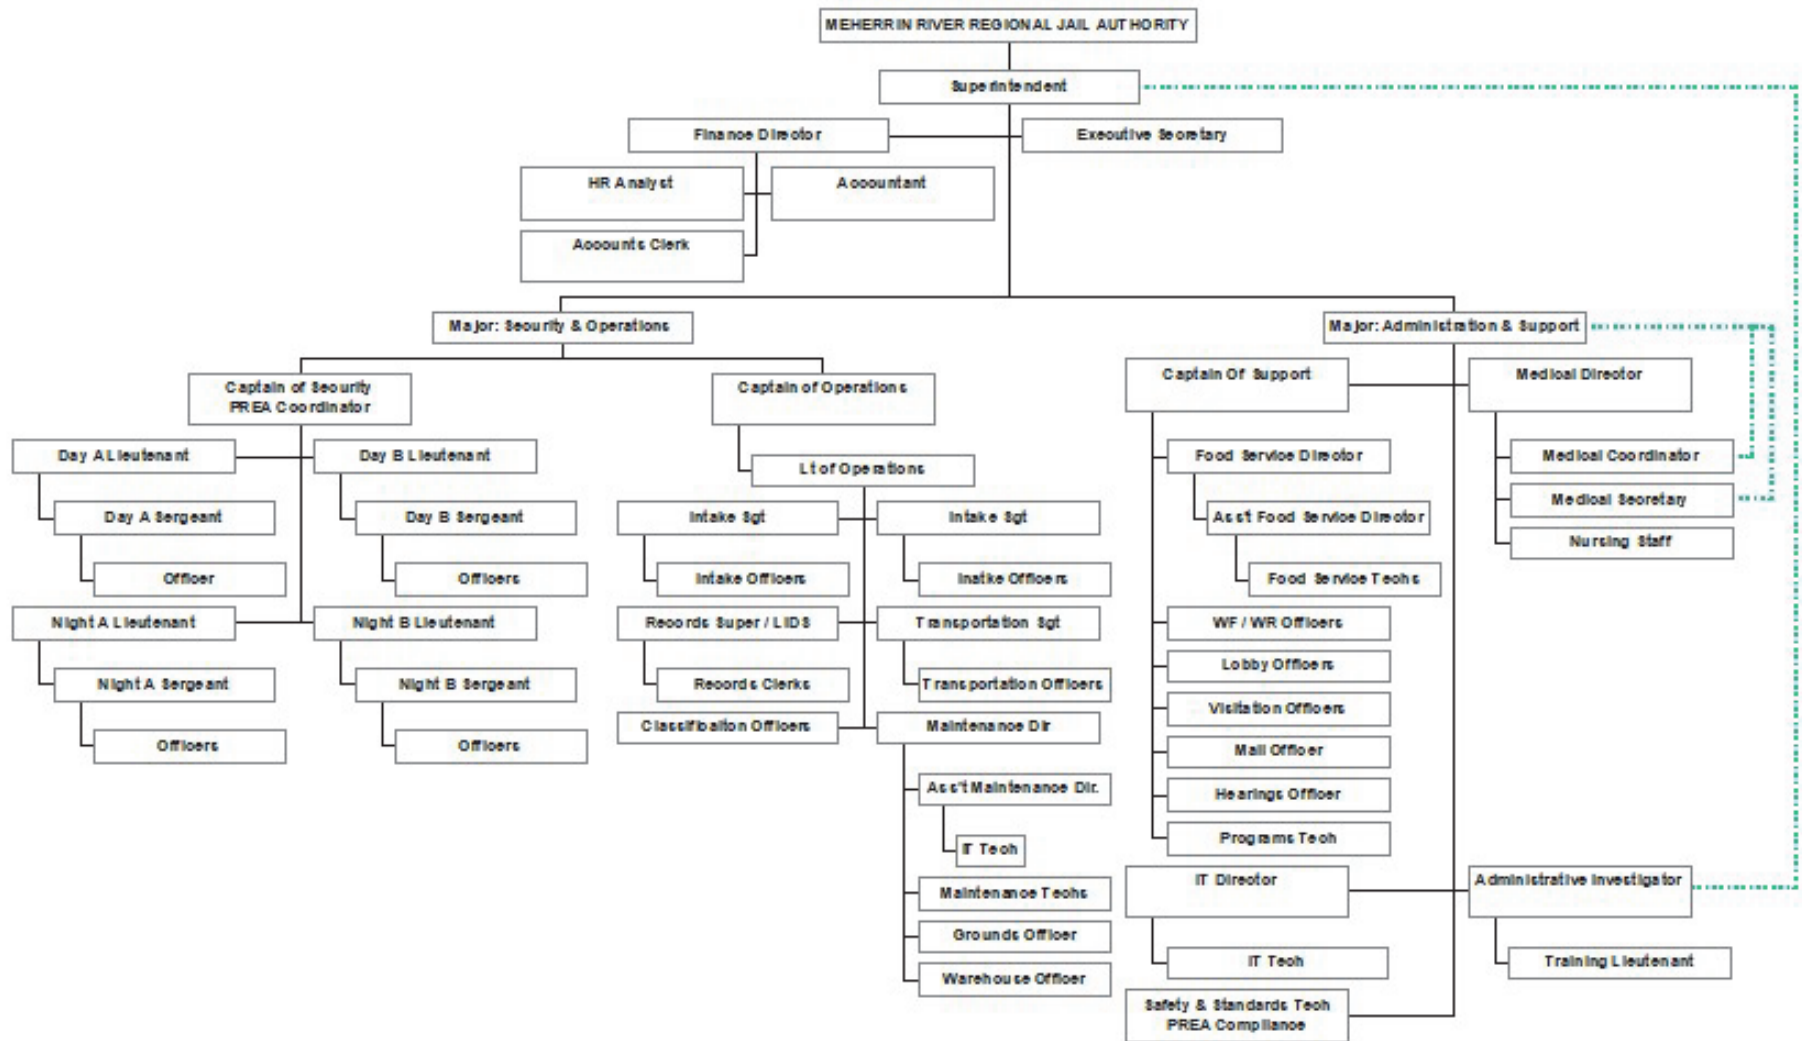 MEHERRIN RIVER REGIONAL JAIL AUTHORITY
Superintendent
Finance Director
Executive Secretary
HR Analyst
Accountant
Accounts Clerk
Major: Security & Operations
Major: Administration & Support
Captain of Security
PREA Coordinator
Captain of Operations
Captain Of Support
Medical Director
Day A Lieutenant
Day B Lieutenant
Lt of Operations
Food Service Director
Medical Coordinator
Day A Sergeant
Day B Sergeant
Intake Sgt
Intake Sgt
Ass't Food Service Director
Medical Secretary
Officer
Officers
Intake Officers
Inatke Officers
Food Service Techs
Nursing Staff
Night A Lieutenant
Night B Lieutenant
Records Super / LIDS
Transportation Sgt
WF / WR Officers
Lobby Officers
Night A Sergeant
Night B Sergeant
Records Clerks
Transportation Officers
Visitation Officers
Classifibaiton Officers
Maintenance Dir
Officers
Officers
Mail Officer
Ass't Maintenance Dir.
Hearings Officer
IT Tech
Programs Tech
Maintenance Techs
IT Director
Administrative Investigator
Grounds Officer
Warehouse Officer
IT Tech
Training Lieutenant
Safety & Standards Tech
PREA Compliance